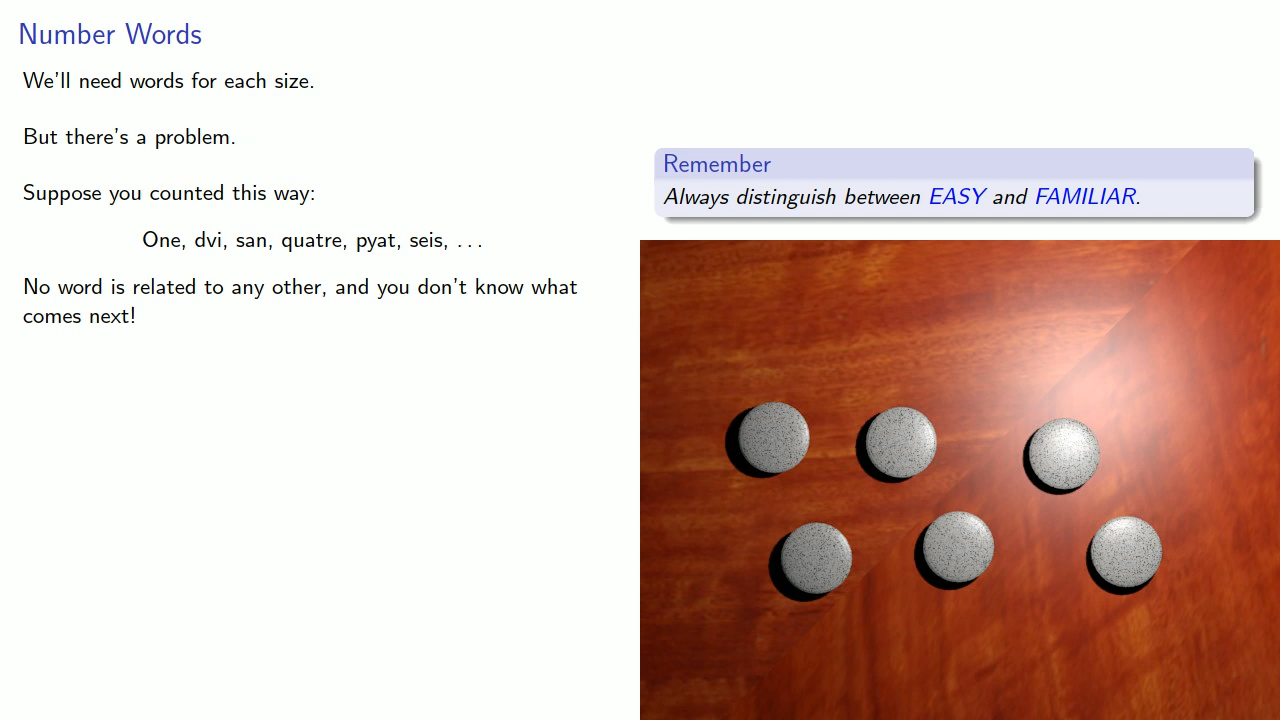 Number Words
We'll need words for each size.
But there's a problem.
Suppose you counted this way:
One, dvi, san, quatre, pyat, seis, . . .
No word is related to any other, and you don't know what
comes next!
Remember
Always distinguish between EASY and FAMILIAR.